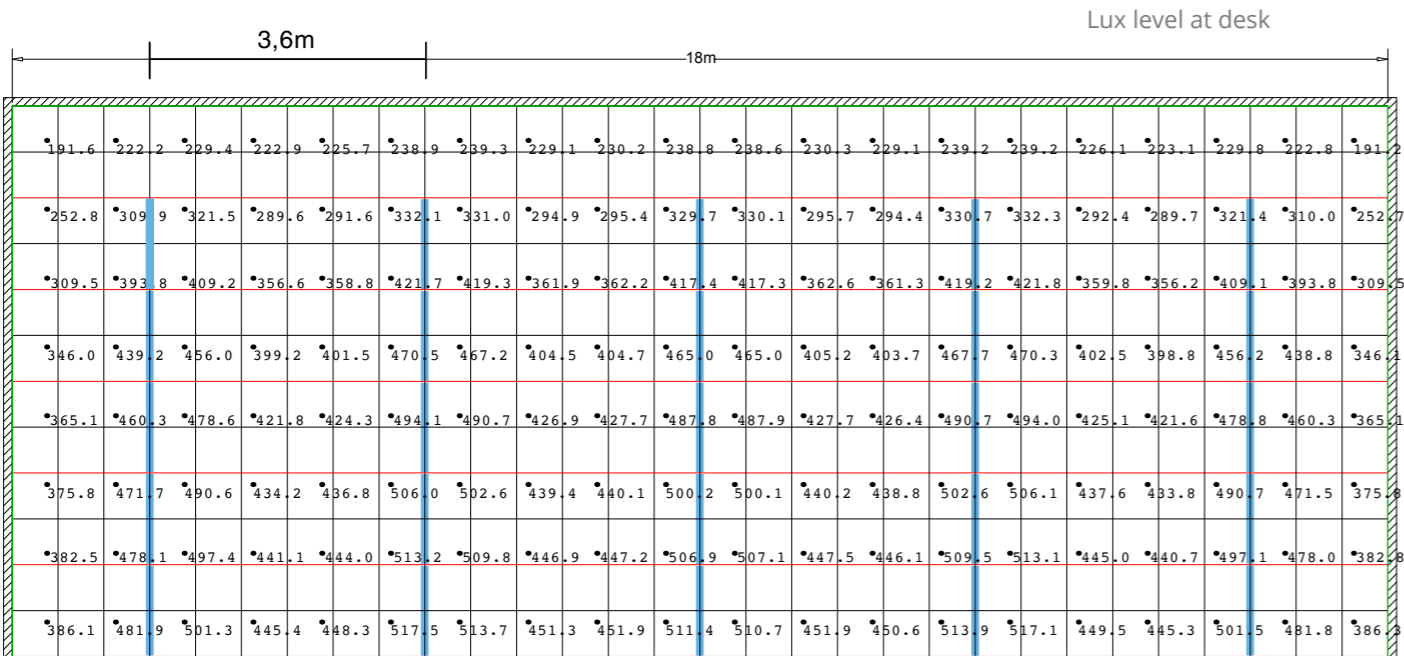 Lux level at desk
3,6m
18m
191.6 222.2 229.4 222.9 225.7 238.9 239.3 229.1 230.2 238.8 238.6 230.3 229.1 239.2 239.2 226.1 223.1 229.8 222.8 191.2
252.8 309.9 321.5 289.6 291.6 332.1 331.0 294.9 295.4 329.7 330.1 295.7 294.4 330.7 332.3 292.4 289.7 321.4 310.0 252.7
309.5 393.8 409.2 356.6 358.8 421.7 419.3 361.9 362.2 417.4 417.3 362.6 361.3 419.2 421.8 359.8 356.2 409.1 393.8 309.5
346.0 439.2 456.0 399.2 401.5 470.5 467.2 404.5 404.7 465.0 465.0 405.2 403.7 467.7 470.3 402.5 398.8 456.2 438.8 346.1
365.1 460.3 478.6 421.8 424.3 494.1 490.7 426.9 427.7 487.8 487.9 427.7 426.4 490.7 494.0 425.1 421.6 478.8 460.3 365.1
375.8 471.7 490.6 434.2 436.8 506.0 502.6 439.4 440.1 500.2 500.1 440.2 438.8 502.6 506.1 437.6 433.8 490.7 471.5 375.8
382.5 478.1 497.4 441.1 444.0 513.2 509.8 446.9 447.2 506.9 507.1 447.5 446.1 509.5 513.1 445.0 440.7 497.1 478.0 382.8
386.1 481.9 501.3 445.4 448.3 517.5 513.7 451.3 451.9 511.4 510.7 451.9 450.6 513.9 517.1 449.5 445.3 501.5 481.8 386.3